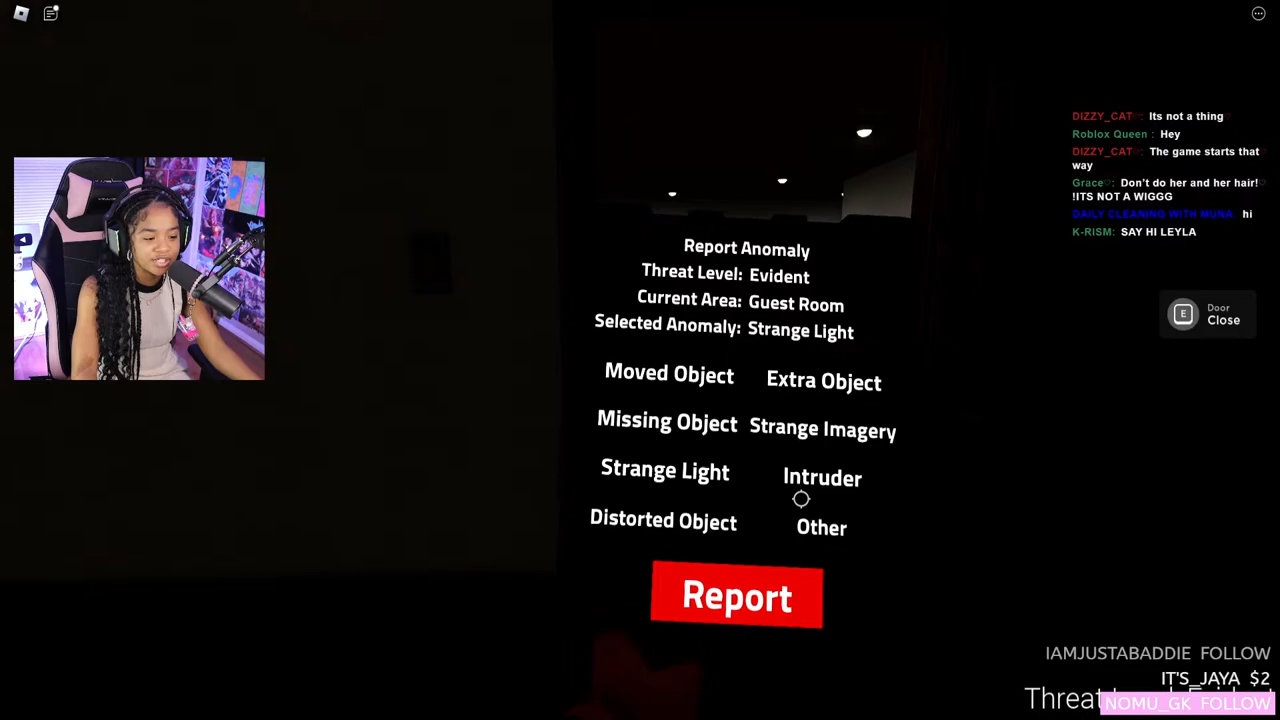 DIZZY_CAT♡: Its not a thing
Roblox Queen : Hey
DIZZY_CAT♡: The game starts that
way
Grace♡: Don't do her and her hair!
!ITS NOT A WIGGG
DAILY CLEANING WITH MUNA: hi
K-RISM: SAY HI LEYLA
Report Anomaly
Threat Level: Evident
Current Area: Guest Room
Selected Anomaly: Strange Light
Moved Object Extra Object
Missing Object Strange Imagery
Strange Light Intruder
Distorted Object Other
Report
E Door
Close
IAMJUSTABADDIE FOLLOW
IT'S_JAYA $2
NOMU_GK FOLLOW